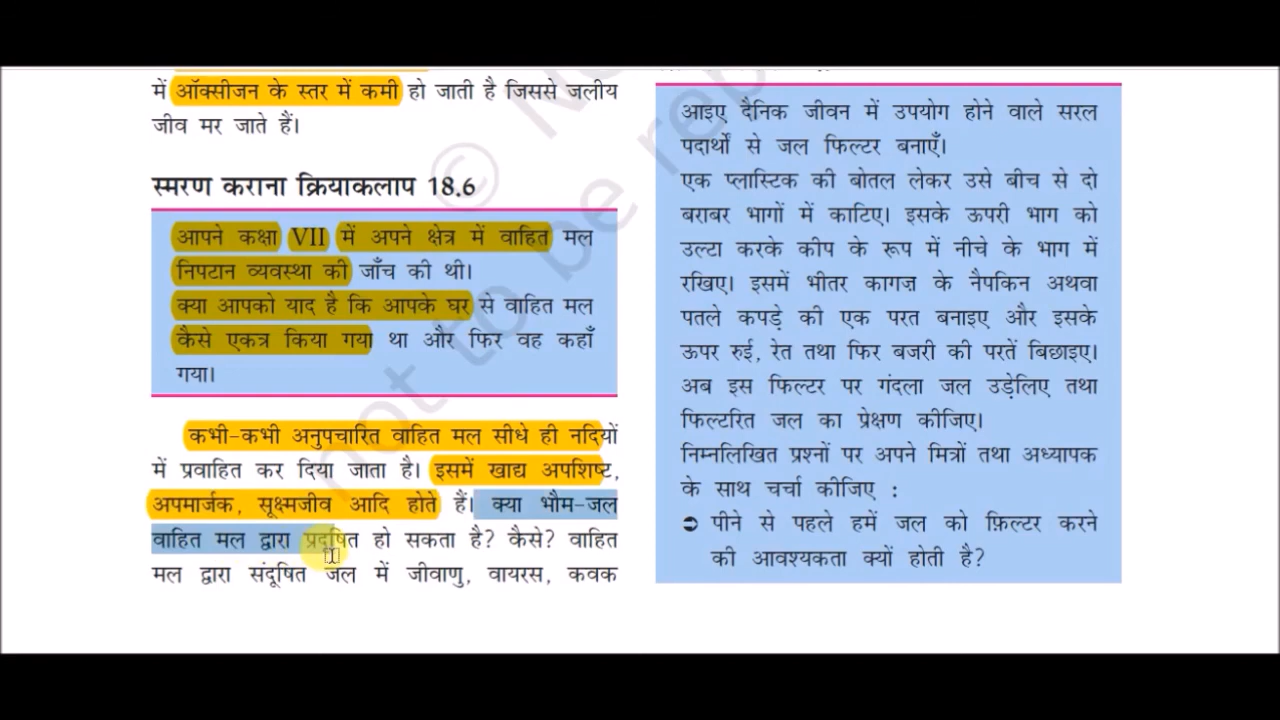 में ऑक्सीजन के स्तर में कमी हो जाती है जिससे जलीय
जीव मर जाते हैं।
स्मरण कराना क्रियाकलाप 18.6
आपने कक्षा VII में अपने क्षेत्र में वाहित मल
निपटान व्यवस्था की जाँच की थी।
क्या आपको याद है कि आपके घर से वाहित मल
कैसे एकत्र किया गया था और फिर वह कहाँ
गया।
कभी-कभी अनुपचारित वाहित मल सीधे ही नदियों
में प्रवाहित कर दिया जाता है। इसमें खाद्य अपशिष्ट,
अपमार्जक, सूक्ष्मजीव आदि होते हैं। क्या भौम-जल
वाहित मल द्वारा प्रदूषित हो सकता है? कैसे? वाहित
मल द्वारा संदूषित जल में जीवाणु, वायरस, कवक
आइए दैनिक जीवन में उपयोग होने वाले सरल
पदार्थों से जल फिल्टर बनाएँ।
एक प्लास्टिक की बोतल लेकर उसे बीच से दो
बराबर भागों में काटिए। इसके ऊपरी भाग को
उल्टा करके कीप के रूप में नीचे के भाग में
रखिए। इसमें भीतर कागज के नैपकिन अथवा
पतले कपड़े की एक परत बनाइए और इसके
ऊपर रुई, रेत तथा फिर बजरी की परतें बिछाइए।
अब इस फिल्टर पर गंदला जल उड़ेलिए तथा
फिल्टरित जल का प्रेक्षण कीजिए।
निम्नलिखित प्रश्नों पर अपने मित्रों तथा अध्यापक
के साथ चर्चा कीजिए :
➲ पीने से पहले हमें जल को फ़िल्टर करने
की आवश्यकता क्यों होती है?
© N
not to be rep